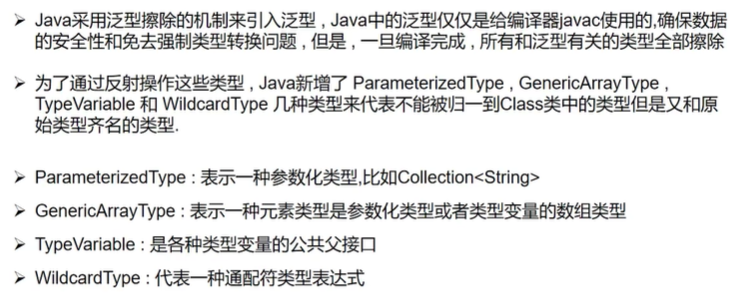 ➢ Java采用泛型擦除的机制来引入泛型 , Java中的泛型仅仅是给编译器javac使用的,确保数据
的安全性和免去强制类型转换问题 , 但是 , 一旦编译完成 , 所有和泛型有关的类型全部擦除
➢ 为了通过反射操作这些类型 , Java新增了 ParameterizedType , GenericArrayType ,
TypeVariable 和 WildcardType 几种类型来代表不能被归一到Class类中的类型但是又和原
始类型齐名的类型.
➢ ParameterizedType : 表示一种参数化类型,比如Collection<String>
➢ GenericArrayType : 表示一种元素类型是参数化类型或者类型变量的数组类型
➢ TypeVariable : 是各种类型变量的公共父接口
➢ WildcardType : 代表一种通配符类型表达式